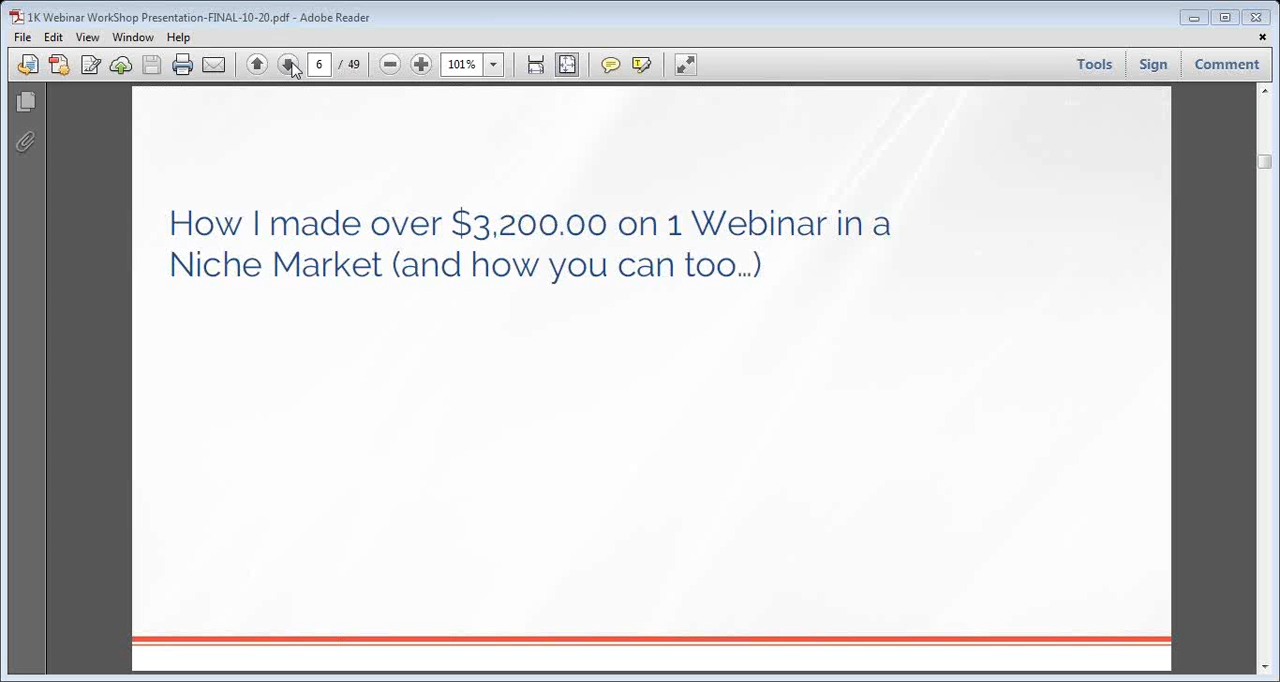 1K Webinar WorkShop Presentation-FINAL-10-20.pdf - Adobe Reader
File Edit View Window Help
6 / 49 101% Tools Sign Comment
How I made over $3,200.00 on 1 Webinar in a
Niche Market (and how you can too...)